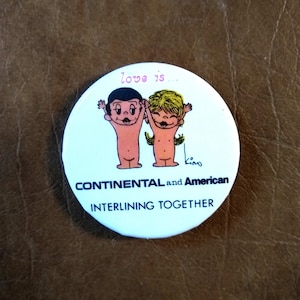 love is...
Kim
CONTINENTAL and American
INTERLINING TOGETHER